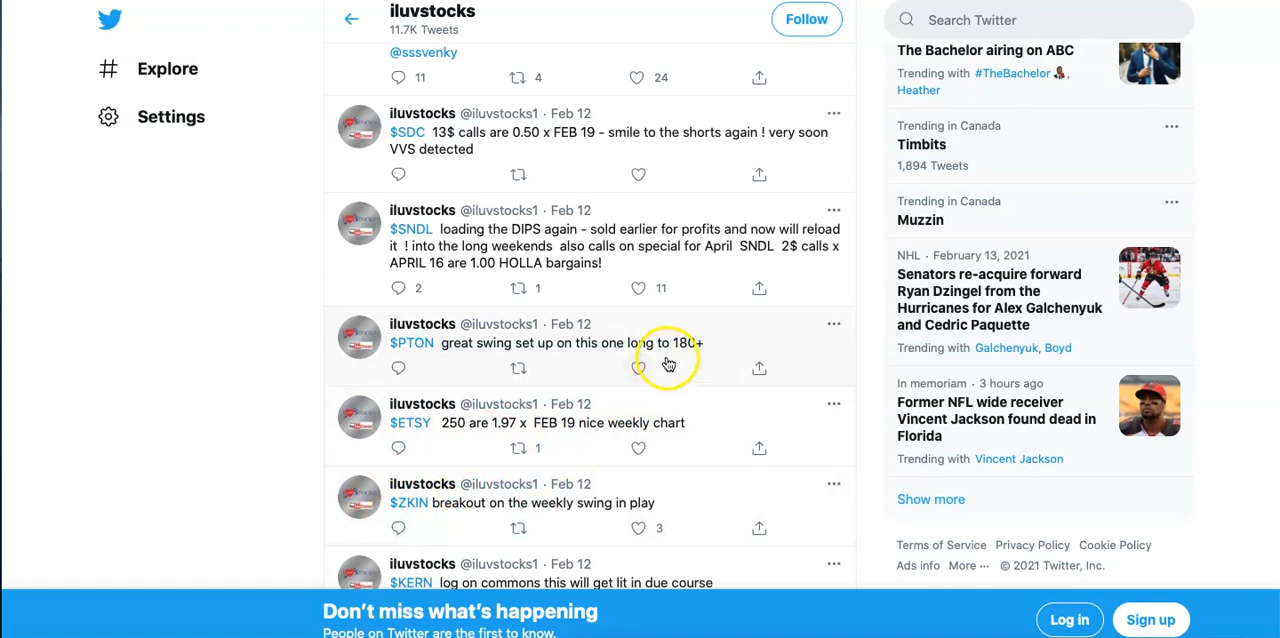 iluvstocks
11.7K Tweets
Follow
Search Twitter
Explore
Settings
@sssvenky
11 4 24
iluvstocks @iluvstocks1 · Feb 12
$SDC 13$ calls are 0.50 x FEB 19 - smile to the shorts again ! very soon
VVS detected
iluvstocks @iluvstocks1 · Feb 12
$SNDL loading the DIPS again - sold earlier for profits and now will reload
it ! into the long weekends also calls on special for April SNDL 2$ calls x
APRIL 16 are 1.00 HOLLA bargains!
2 1 11
iluvstocks @iluvstocks1 · Feb 12
$PTON great swing set up on this one long to 180+
iluvstocks @iluvstocks1 · Feb 12
$ETSY 250 are 1.97 x FEB 19 nice weekly chart
1
iluvstocks @iluvstocks1 · Feb 12
$ZKIN breakout on the weekly swing in play
3
iluvstocks @iluvstocks1 · Feb 12
$KERN log on commons this will get lit in due course
The Bachelor airing on ABC
Trending with #TheBachelor ,
Heather
Trending in Canada
Timbits
1,894 Tweets
Trending in Canada
Muzzin
NHL · February 13, 2021
Senators re-acquire forward
Ryan Dzingel from the
Hurricanes for Alex Galchenyuk
and Cedric Paquette
Trending with Galchenyuk, Boyd
In memoriam · 3 hours ago
Former NFL wide receiver
Vincent Jackson found dead in
Florida
Trending with Vincent Jackson
Show more
Terms of Service Privacy Policy Cookie Policy
Ads info More ··· © 2021 Twitter, Inc.
Don't miss what's happening
People on Twitter are the first to know.
Log in
Sign up